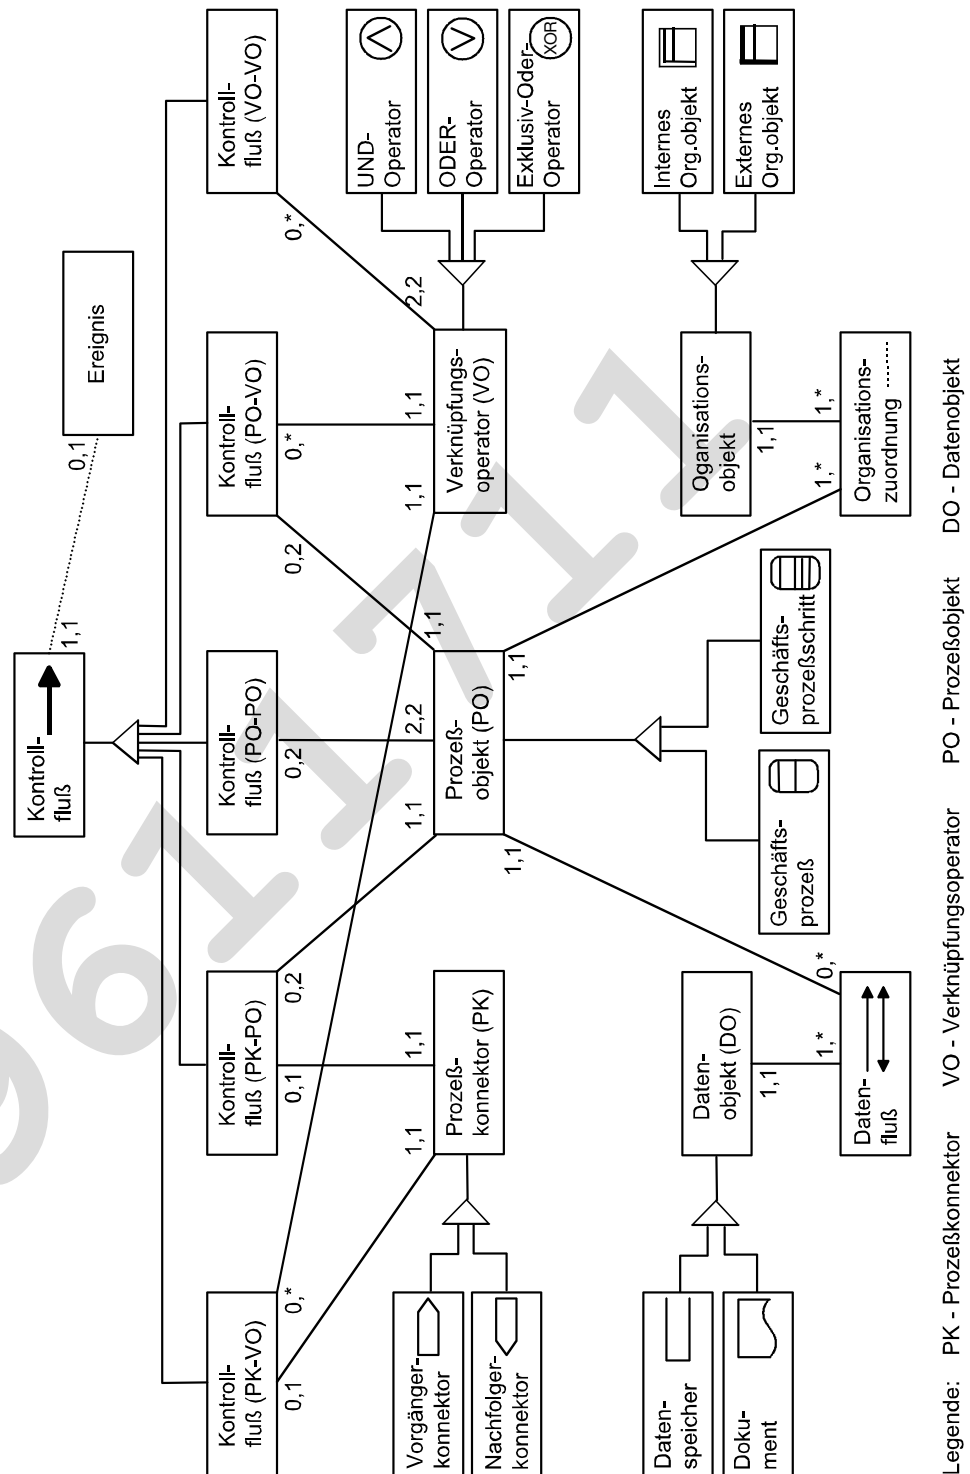 Kontroll-
fluß
1,1
0,1
Ereignis
Kontroll-
fluß (PK-VO)
0,1
0,*
Kontroll-
fluß (PK-PO)
0,1
0,2
Kontroll-
fluß (PO-PO)
0,2
Kontroll-
fluß (PO-VO)
0,2
0,*
Kontroll-
fluß (VO-VO)
0,*
Vorgänger-
konnektor
Nachfolger-
konnektor
1,1
1,1
Prozeß-
konnektor (PK)
1,1
2,2
1,1
Prozeß-
objekt (PO)
1,1
1,1
1,1
1,1
2,2
Verknüpfungs-
operator (VO)
UND-
Operator
ODER-
Operator
Exklusiv-Oder-
Operator
XOR
Daten-
speicher
Doku-
ment
Daten-
objekt (DO)
1,1
1,*
0,*
Daten-
fluß
Geschäfts-
prozeß
Geschäfts-
prozeßschritt
Oganisations-
objekt
1,1
1,*
1,*
Organisations-
zuordnung
Internes
Org.objekt
Externes
Org.objekt
Legende: PK - Prozeßkonnektor VO - Verknüpfungsoperator PO - Prozeßobjekt DO - Datenobjekt
961171 1